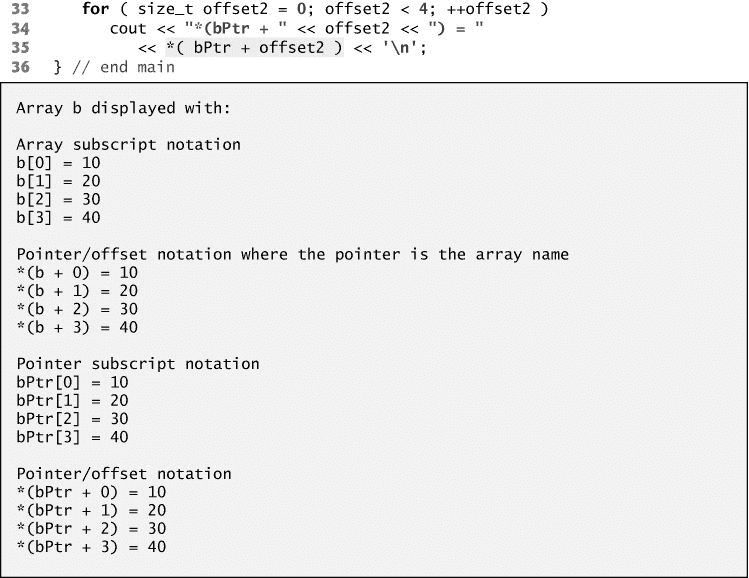 33 for ( size_t offset2 = 0; offset2 < 4; ++offset2 )
34 cout << "*(bPtr + " << offset2 << ") = "
35 << *( bPtr + offset2 ) << '\n';
36 } // end main
Array b displayed with:
Array subscript notation
b[0] = 10
b[1] = 20
b[2] = 30
b[3] = 40
Pointer/offset notation where the pointer is the array name
*(b + 0) = 10
*(b + 1) = 20
*(b + 2) = 30
*(b + 3) = 40
Pointer subscript notation
bPtr[0] = 10
bPtr[1] = 20
bPtr[2] = 30
bPtr[3] = 40
Pointer/offset notation
*(bPtr + 0) = 10
*(bPtr + 1) = 20
*(bPtr + 2) = 30
*(bPtr + 3) = 40